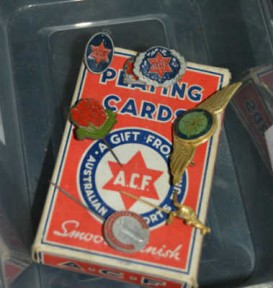 PLAYING
CARDS
A GIFT FROM
A.C.F.
AUSTRALIAN
Smooth Finish
A.C.F.